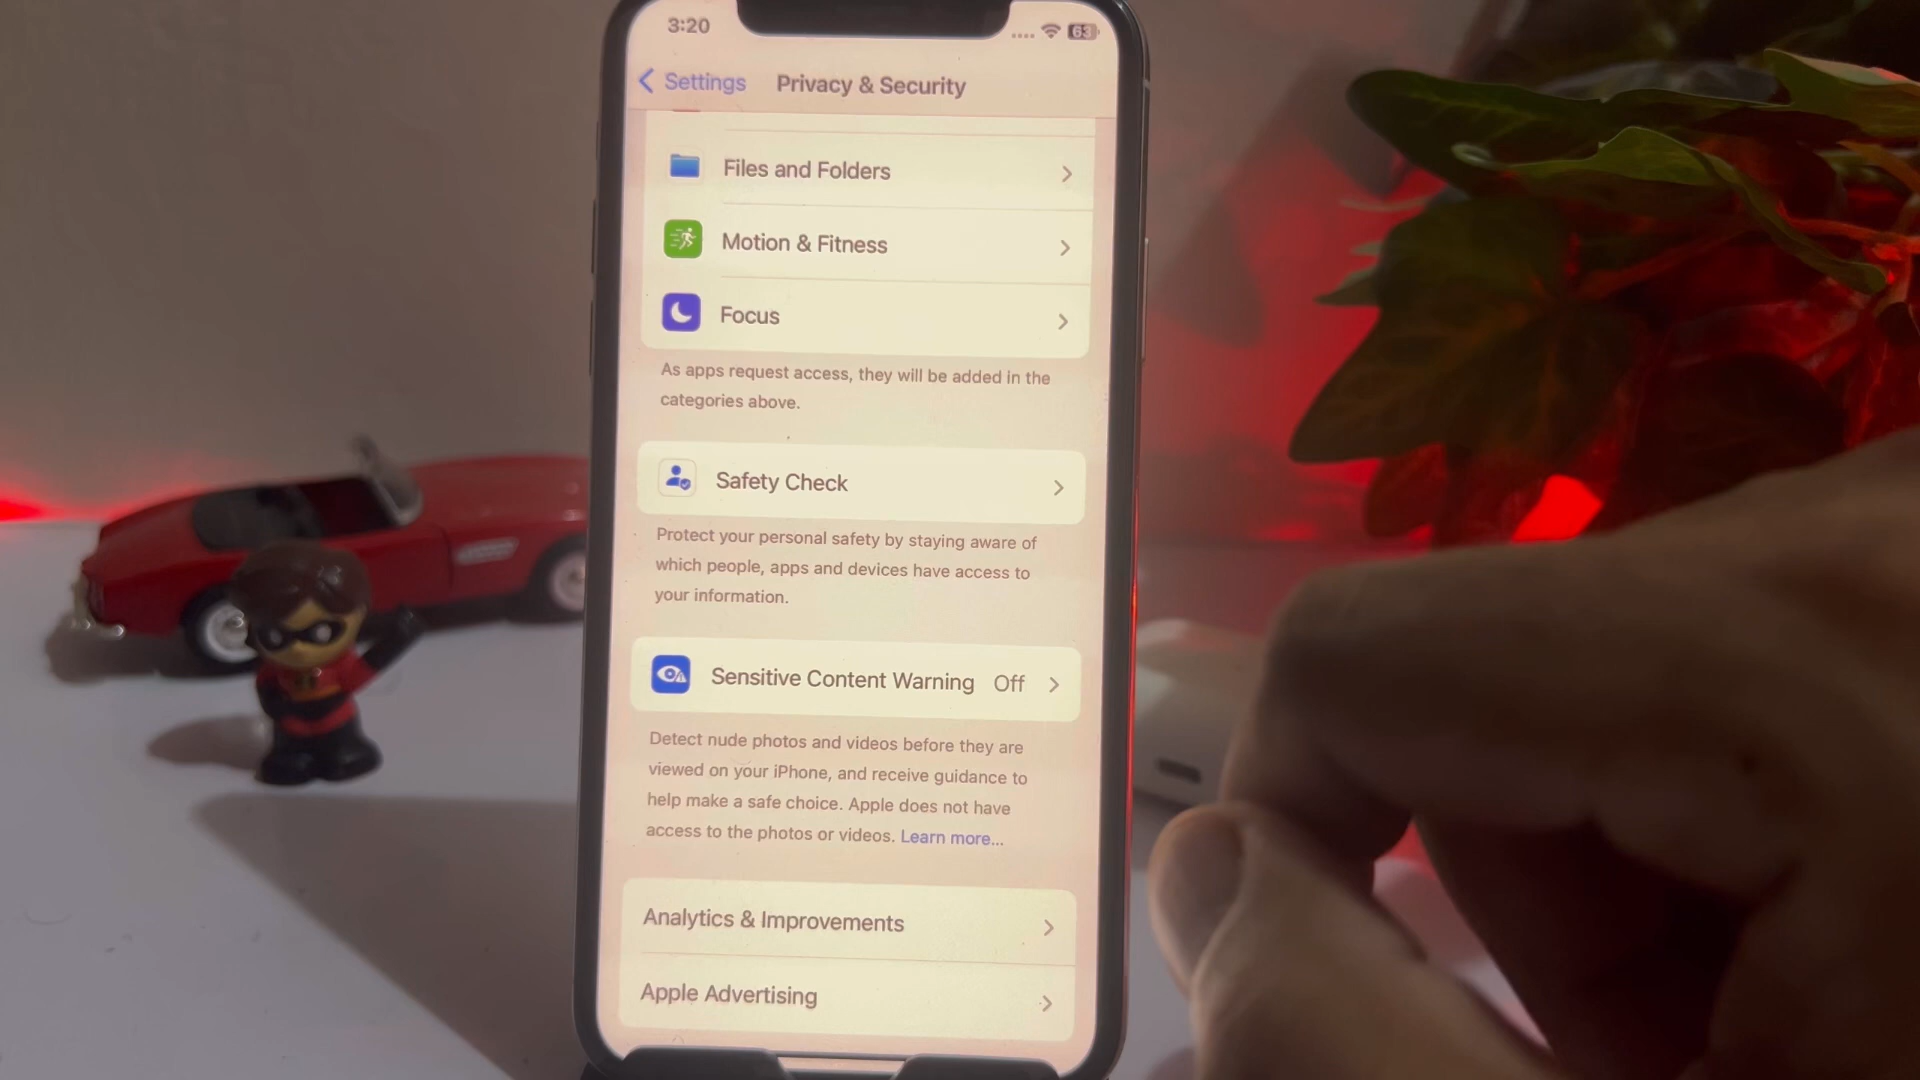 3:20
63
Settings
Privacy & Security
Files and Folders
Motion & Fitness
Focus
As apps request access, they will be added in the
categories above.
Safety Check
Protect your personal safety by staying aware of
which people, apps and devices have access to
your information.
Sensitive Content Warning Off
Detect nude photos and videos before they are
viewed on your iPhone, and receive guidance to
help make a safe choice. Apple does not have
access to the photos or videos. Learn more...
Analytics & Improvements
Apple Advertising